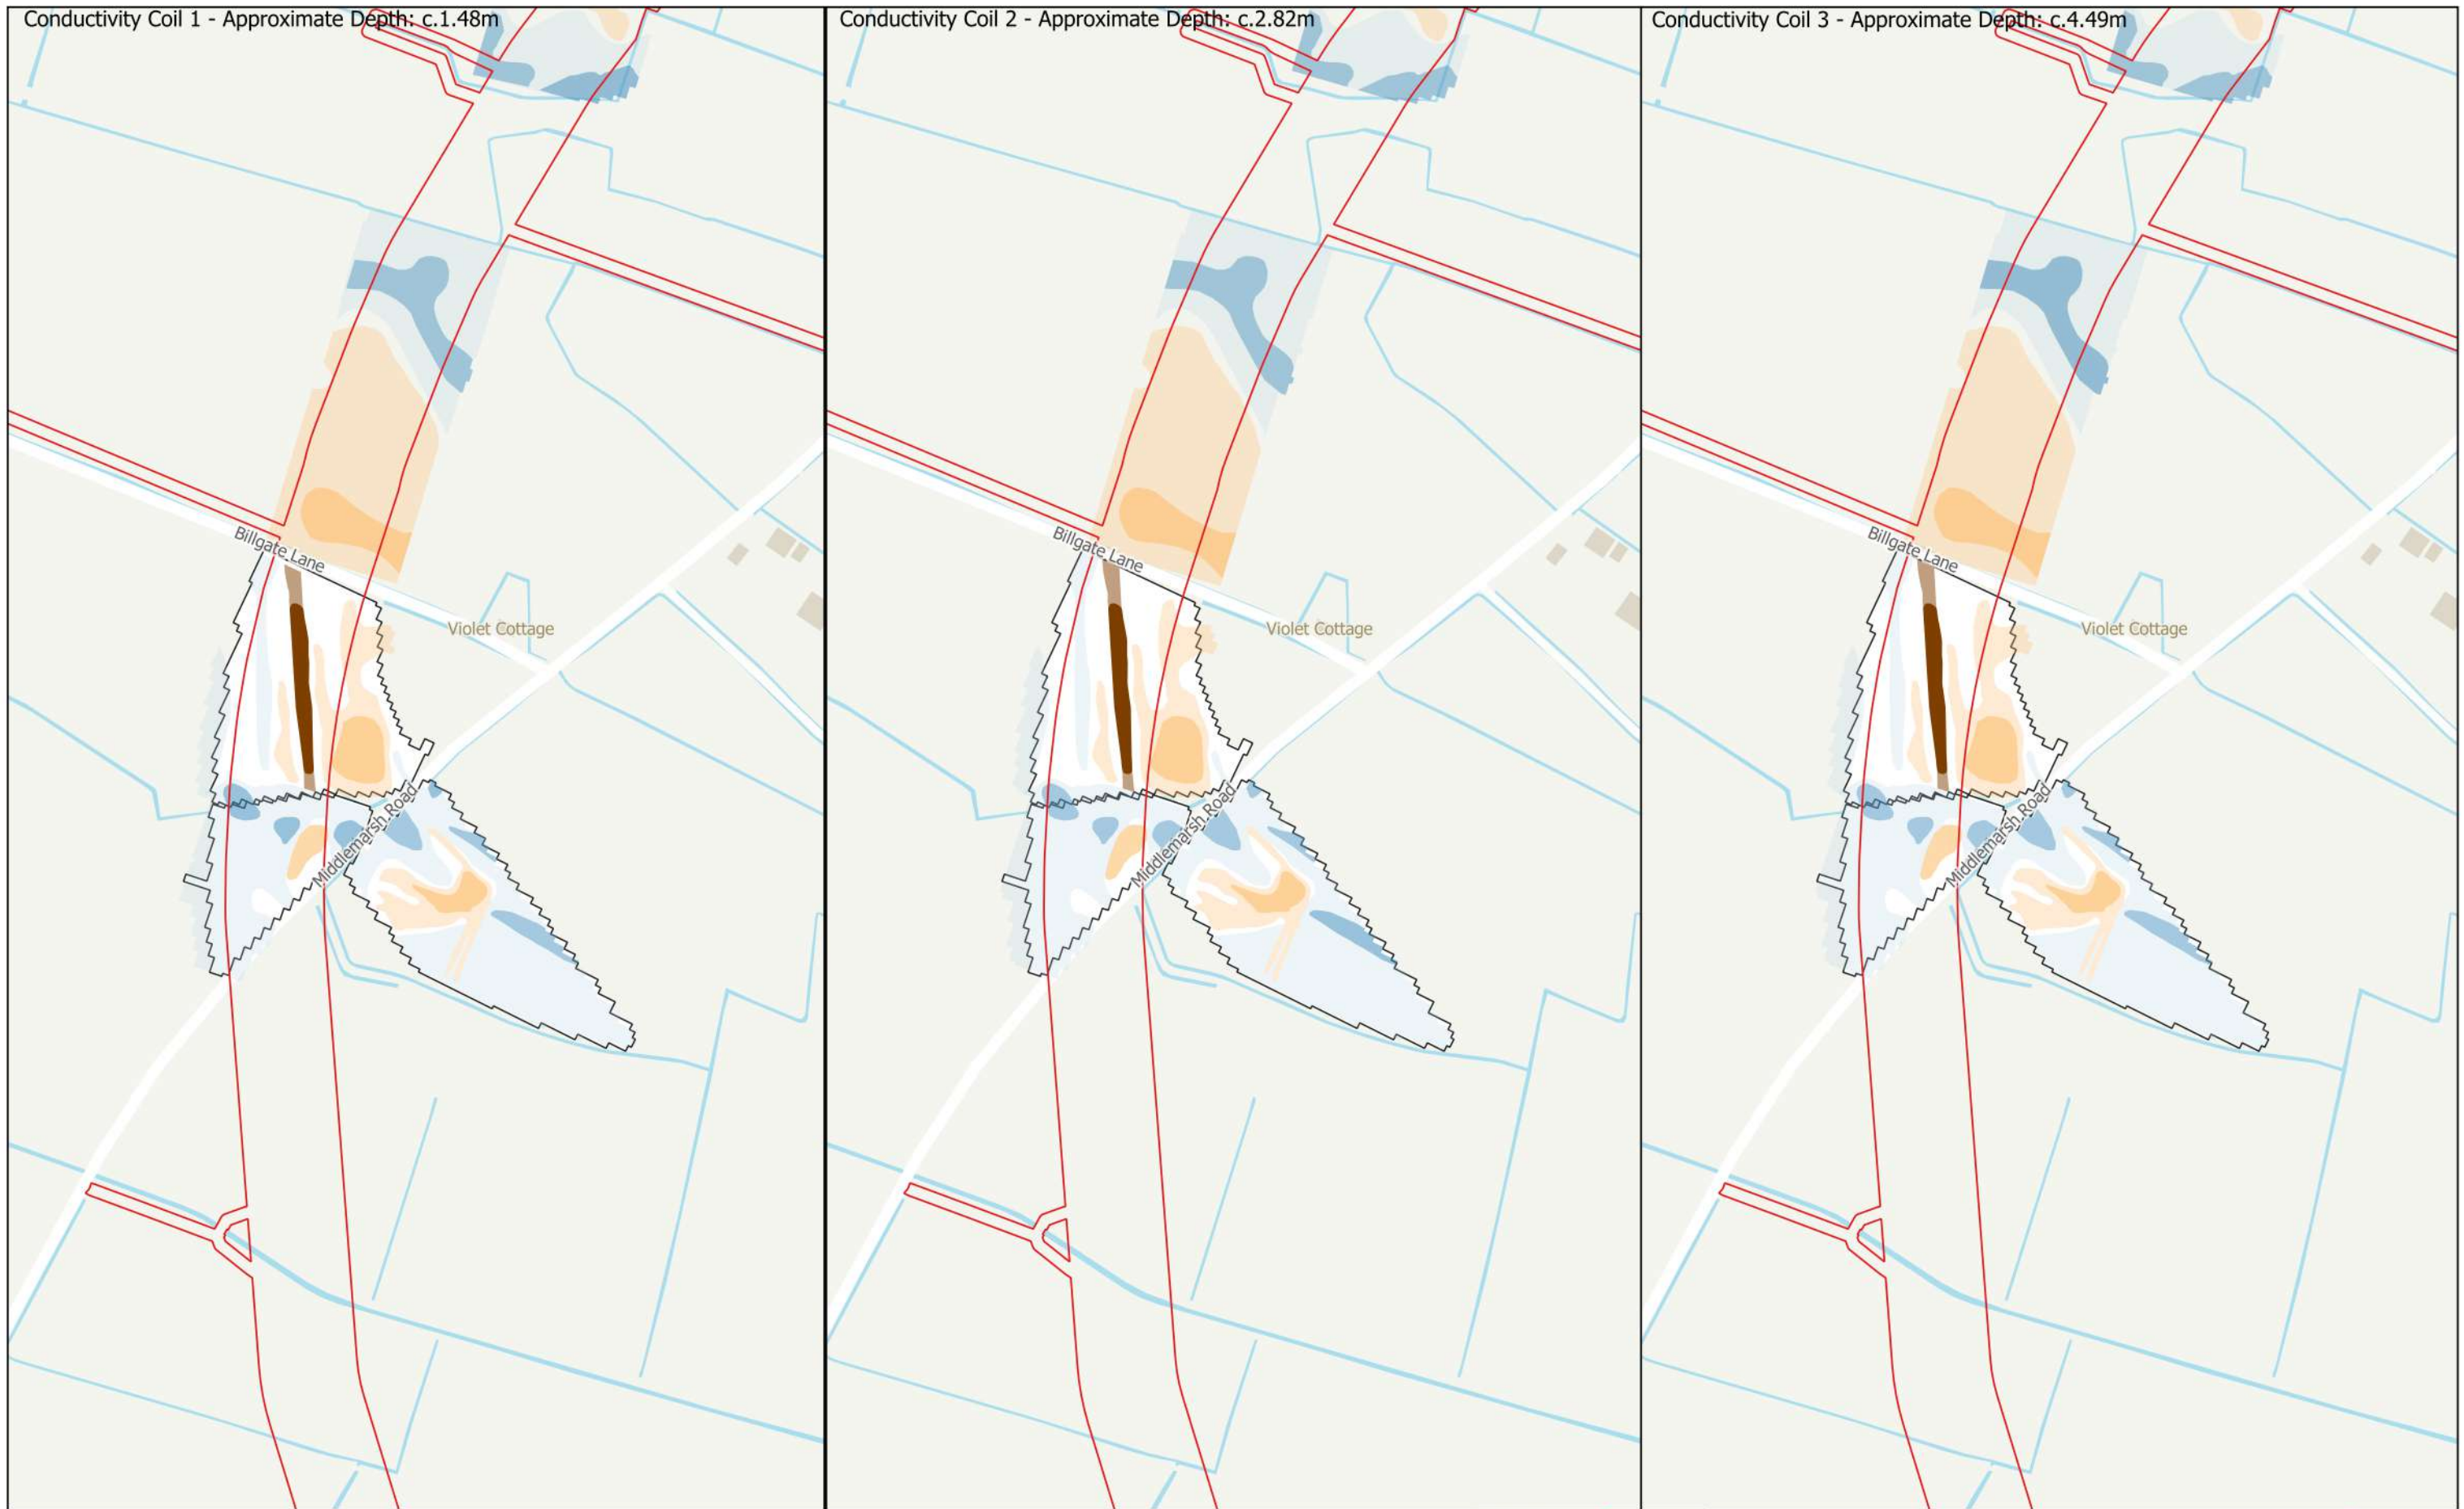 Conductivity Coil 1 - Approximate Depth: c.1.48m
Billgate Lane
Violet Cottage
Middlemarsh Road
Conductivity Coil 2 - Approximate Depth: c.2.82m
Billgate Lane
Violet Cottage
Middlemarsh Road
Conductivity Coil 3 - Approximate Depth: c.4.49m
Billgate Lane
Violet Cottage
Middlemarsh Road